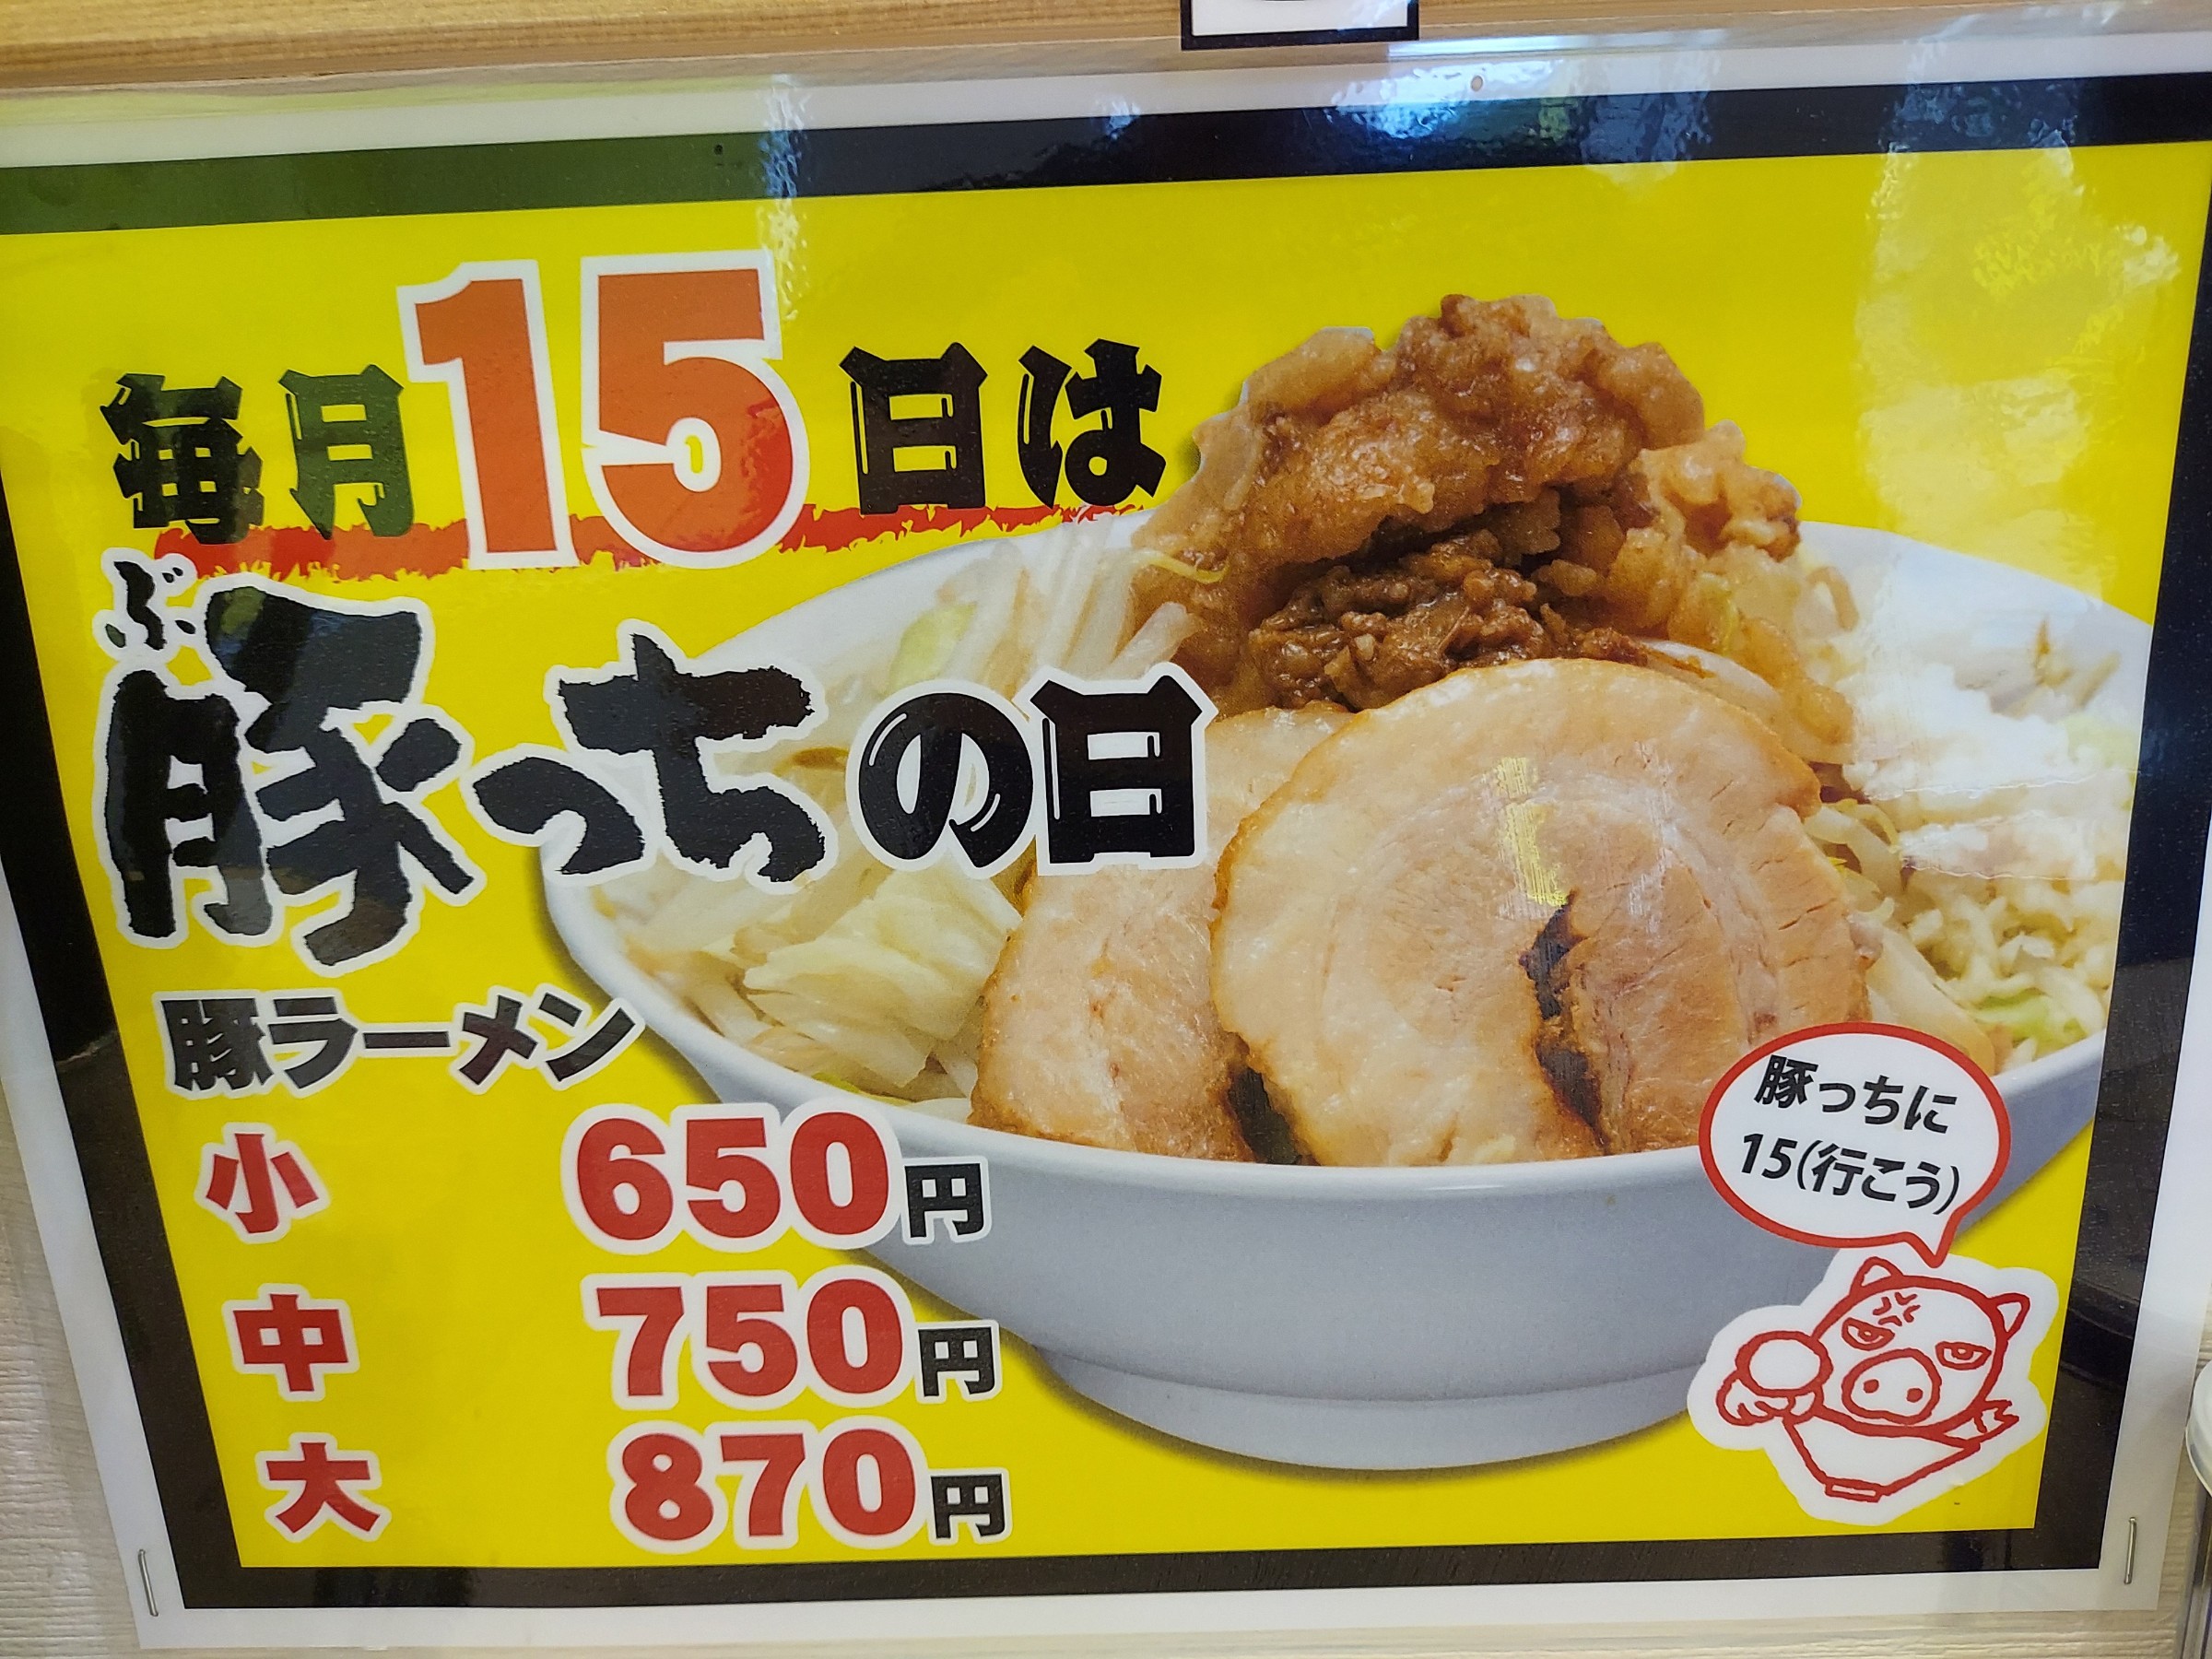 毎月15日は
ぶ
豚っちの日
豚ラーメン
小 650円
中 750円
大 870円
豚っちに
15(行こう)